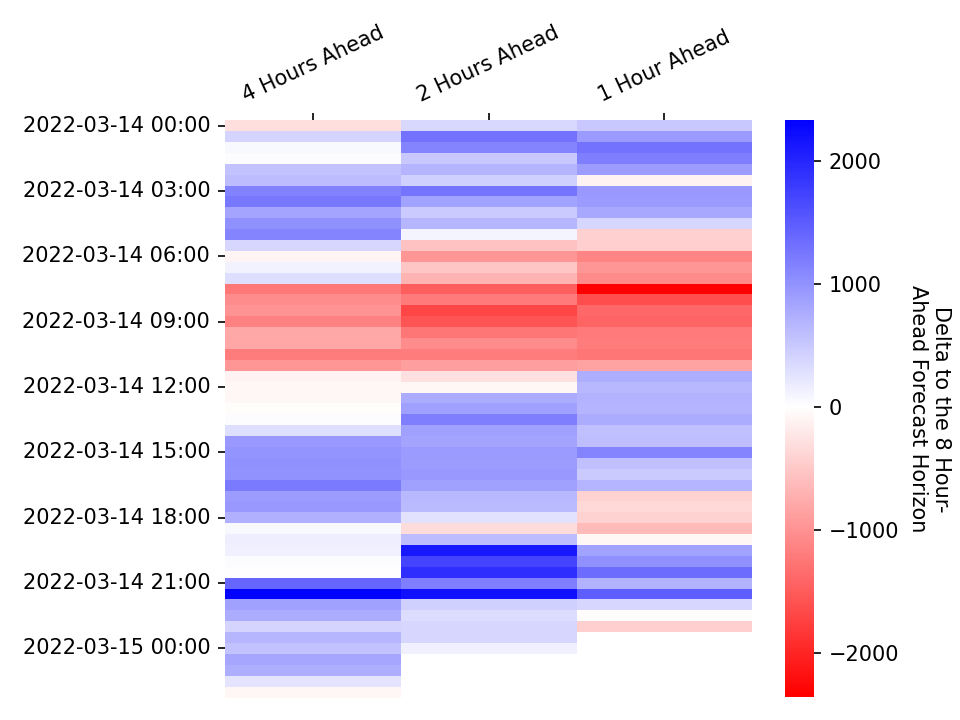 4 Hours Ahead
2 Hours Ahead
1 Hour Ahead
2022-03-14 00:00
2022-03-14 03:00
2022-03-14 06:00
2022-03-14 09:00
2022-03-14 12:00
2022-03-14 15:00
2022-03-14 18:00
2022-03-14 21:00
2022-03-15 00:00
2000
1000
0
−1000
−2000
Delta to the 8 Hour-
Ahead Forecast Horizon